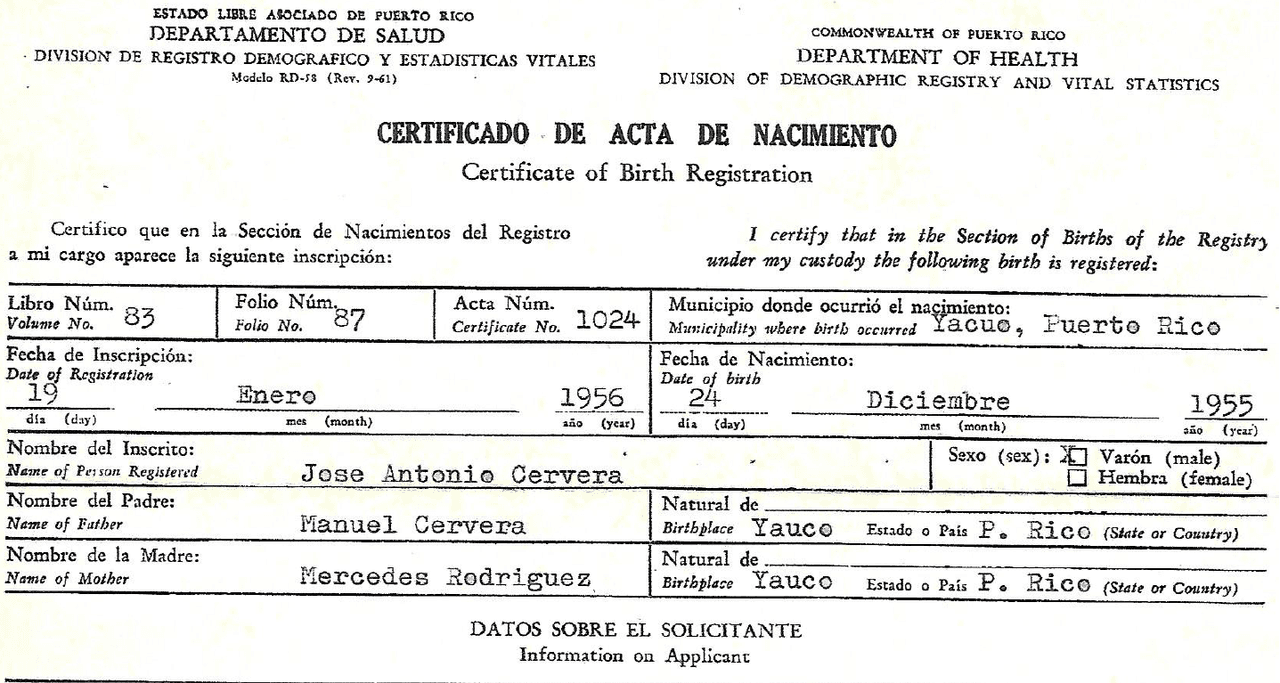 ESTADO LIBRE ASOCIADO DE PUERTO RICO
DEPARTAMENTO DE SALUD
DIVISION DE REGISTRO DEMOGRAFICO Y ESTADISTICAS VITALES
Modelo RD-58 (Rev. 9-61)
COMMONWEALTH OF PUERTO RICO
DEPARTMENT OF HEALTH
DIVISION OF DEMOGRAPHIC REGISTRY AND VITAL STATISTICS
CERTIFICADO DE ACTA DE NACIMIENTO
Certificate of Birth Registration
Certifico que en la Sección de Nacimientos del Registro
a mi cargo aparece la siguiente inscripción:
I certify that in the Section of Births of the Registry
under my custody the following birth is registered:
Libro Núm.
Volume No. 83
Folio Núm.
Folio No. 87
Acta Núm.
Certificate No. 1024
Municipio donde ocurrió el nacimiento:
Municipality where birth occurred Yacuo, Puerto Rico
Fecha de Inscripción:
Date of Registration
19 Enero 1956
día (day) mes (month) año (year)
Fecha de Nacimiento:
Date of birth
24 Diciembre 1955
día (day) mes (month) año (year)
Nombre del Inscrito:
Name of Person Registered Jose Antonio Cervera
Sexo (sex): X Varón (male)
Hembra (female)
Nombre del Padre:
Name of Father Manuel Cervera
Natural de
Birthplace Yauco Estado o País P. Rico (State or Country)
Nombre de la Madre:
Name of Mother Mercedes Rodriguez
Natural de
Birthplace Yauco Estado o País P. Rico (State or Country)
DATOS SOBRE EL SOLICITANTE
Information on Applicant